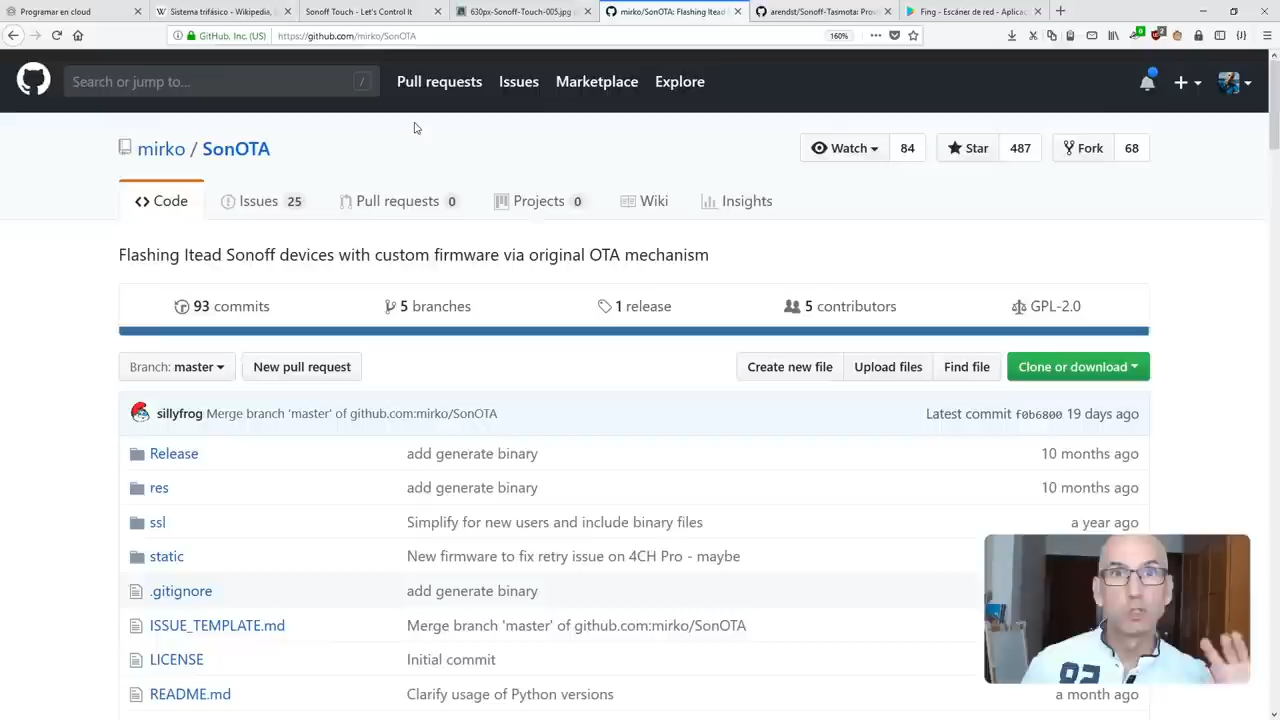 Programar en cloud
Sistema trifásico - Wikipedia,
Sonoff Touch - Let's Control It
630px-Sonoff-Touch-005.jpg
mirko/SonOTA: Flashing Itead
arendst/Sonoff-Tasmota: Prov
Fing - Escáner de red - Aplicac
GitHub, Inc. (US)
https://github.com/mirko/SonOTA
160%
Search or jump to...
/
Pull requests
Issues
Marketplace
Explore
mirko / SonOTA
Watch 84
Star 487
Fork 68
Code
Issues 25
Pull requests 0
Projects 0
Wiki
Insights
Flashing Itead Sonoff devices with custom firmware via original OTA mechanism
93 commits
5 branches
1 release
5 contributors
GPL-2.0
Branch: master
New pull request
Create new file
Upload files
Find file
Clone or download
sillyfrog Merge branch 'master' of github.com:mirko/SonOTA
Latest commit f0b6800 19 days ago
Release add generate binary 10 months ago
res add generate binary 10 months ago
ssl Simplify for new users and include binary files a year ago
static New firmware to fix retry issue on 4CH Pro - maybe
.gitignore add generate binary
ISSUE_TEMPLATE.md Merge branch 'master' of github.com:mirko/SonOTA
LICENSE Initial commit
README.md Clarify usage of Python versions a month ago